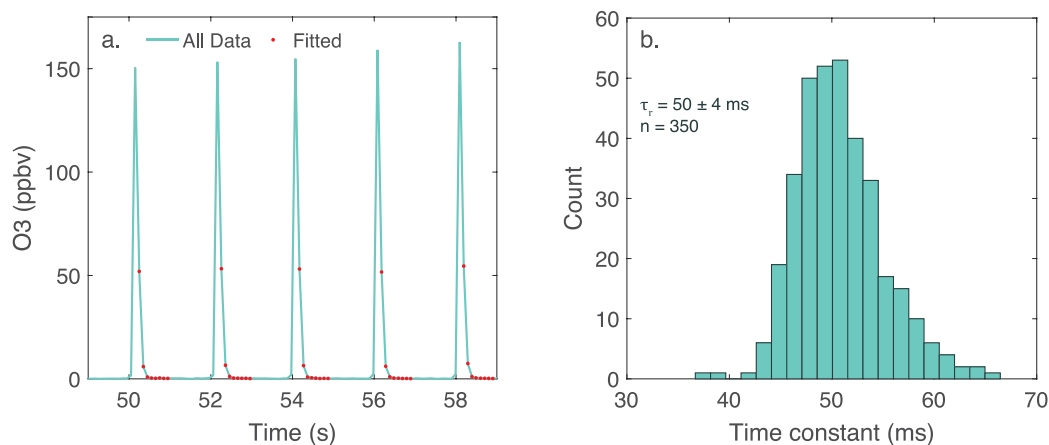 a.
All Data
Fitted
O3 (ppbv)
150
100
50
0
50
52
54
56
58
Time (s)
b.
τr = 50 ± 4 ms
n = 350
Count
60
50
40
30
20
10
0
30
40
50
60
70
Time constant (ms)